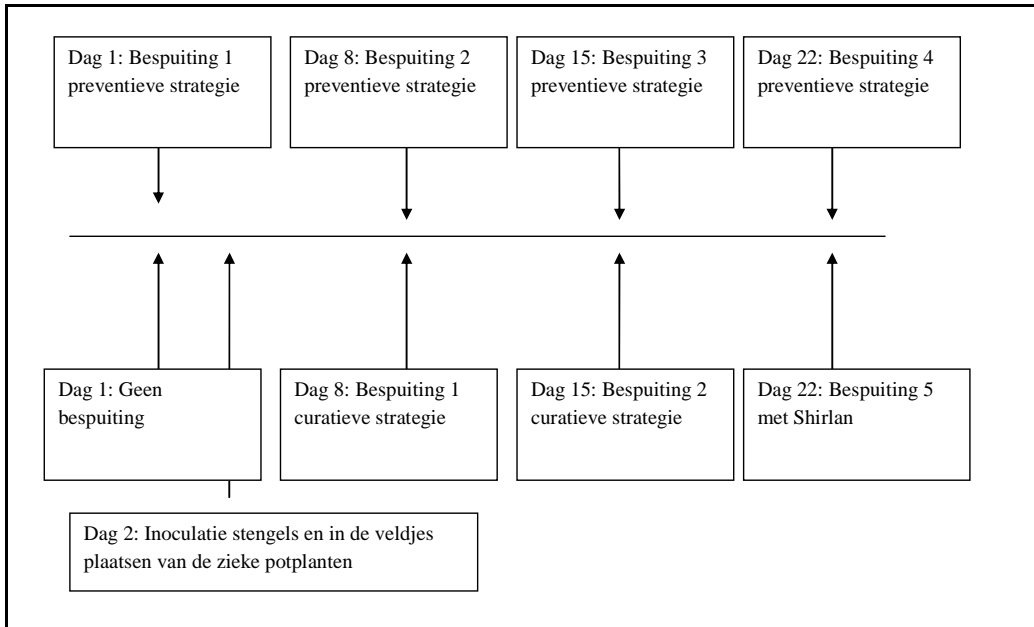 Dag 1: Bespuiting 1
preventieve strategie
Dag 8: Bespuiting 2
preventieve strategie
Dag 15: Bespuiting 3
preventieve strategie
Dag 22: Bespuiting 4
preventieve strategie
Dag 1: Geen
bespuiting
Dag 8: Bespuiting 1
curatieve strategie
Dag 15: Bespuiting 2
curatieve strategie
Dag 22: Bespuiting 5
met Shirlan
Dag 2: Inoculatie stengels en in de veldjes
plaatsen van de zieke potplanten